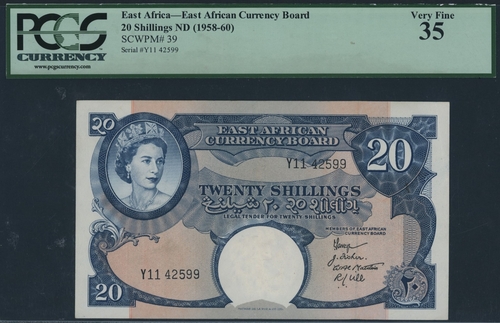 PCGS
CURRENCY
www.pcgscurrency.com
East Africa—East African Currency Board
20 Shillings ND (1958-60)
SCWPM# 39
Serial #Y11 42599
Very Fine
35
20
EAST AFRICAN
CURRENCY BOARD
Y11 42599
20
TWENTY SHILLINGS
LEGAL TENDER FOR TWENTY SHILLINGS
MEMBERS OF EAST AFRICAN
CURRENCY BOARD
Y11 42599
20
٢٠